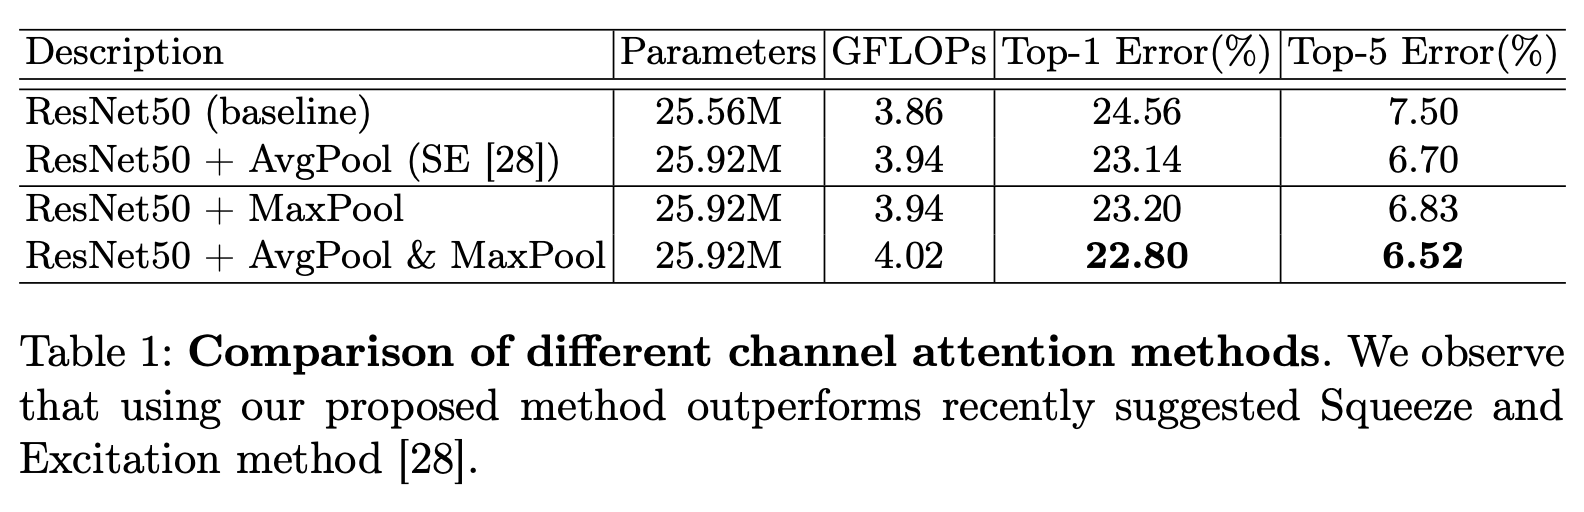 Description Parameters GFLOPs Top-1 Error(%) Top-5 Error(%)
ResNet50 (baseline) 25.56M 3.86 24.56 7.50
ResNet50 + AvgPool (SE [28]) 25.92M 3.94 23.14 6.70
ResNet50 + MaxPool 25.92M 3.94 23.20 6.83
ResNet50 + AvgPool & MaxPool 25.92M 4.02 22.80 6.52
Table 1: Comparison of different channel attention methods. We observe
that using our proposed method outperforms recently suggested Squeeze and
Excitation method [28].